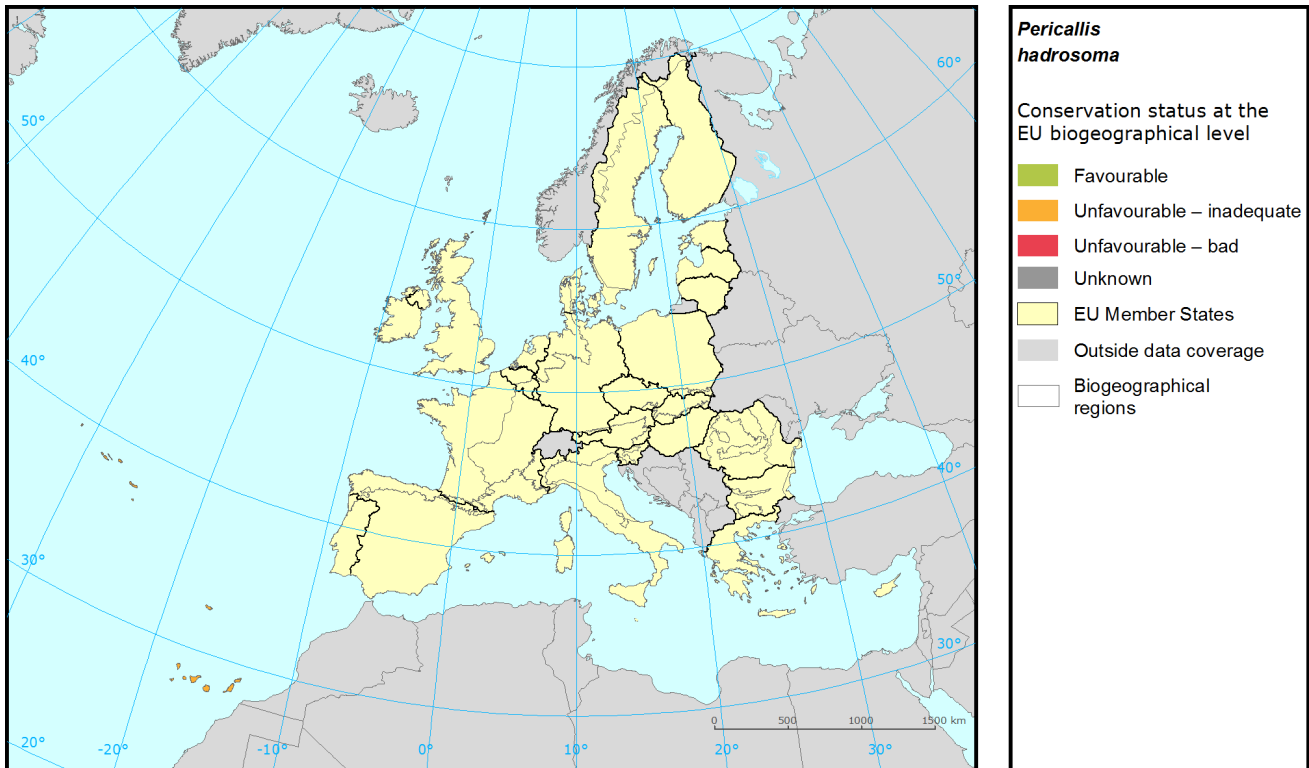 Pericallis
hadrosoma
Conservation status at the
EU biogeographical level
Favourable
Unfavourable – inadequate
Unfavourable – bad
Unknown
EU Member States
Outside data coverage
Biogeographical
regions
60°
50°
50°
40°
40°
30°
30°
20°
-20°
-10°
0°
10°
20°
30°
0 500 1000 1500 km